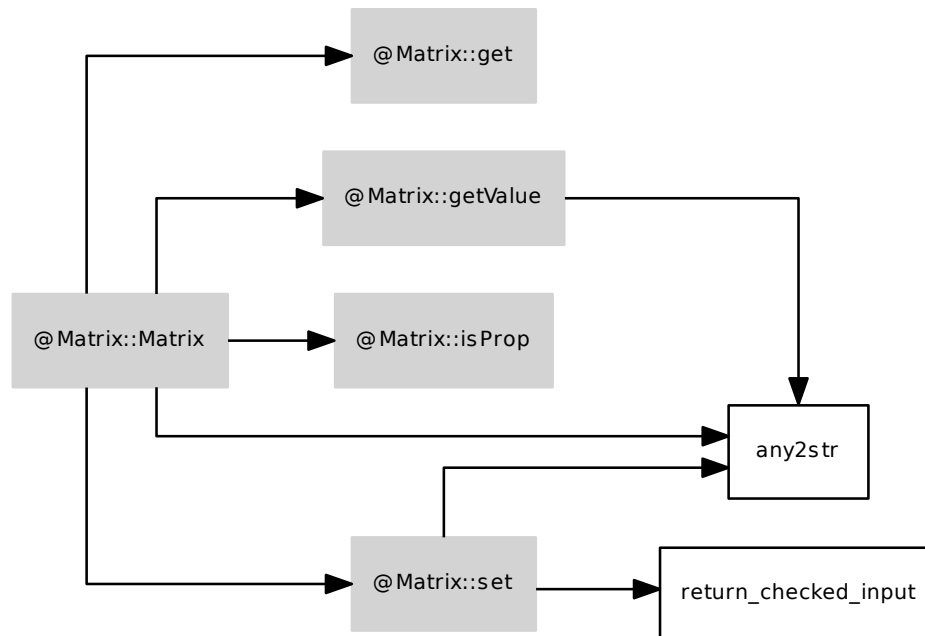 @Matrix::get
@Matrix::getValue
@Matrix::Matrix
@Matrix::isProp
any2str
@Matrix::set
return_checked_input